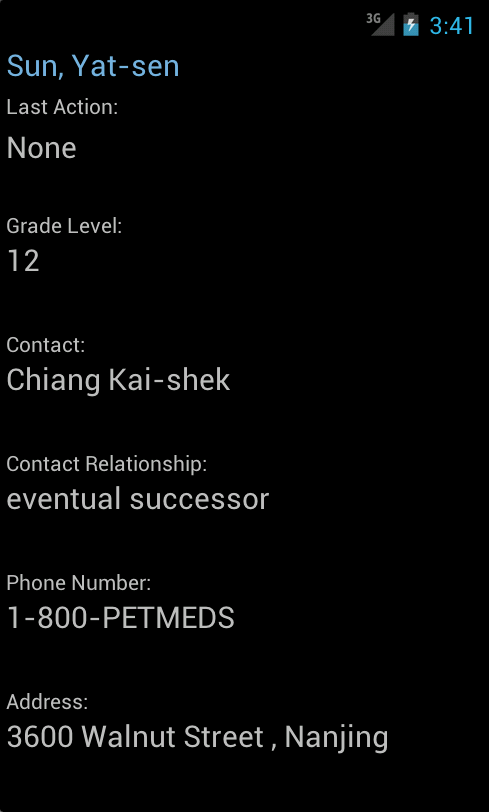 3G 3:41
Sun, Yat-sen
Last Action:
None
Grade Level:
12
Contact:
Chiang Kai-shek
Contact Relationship:
eventual successor
Phone Number:
1-800-PETMEDS
Address:
3600 Walnut Street , Nanjing